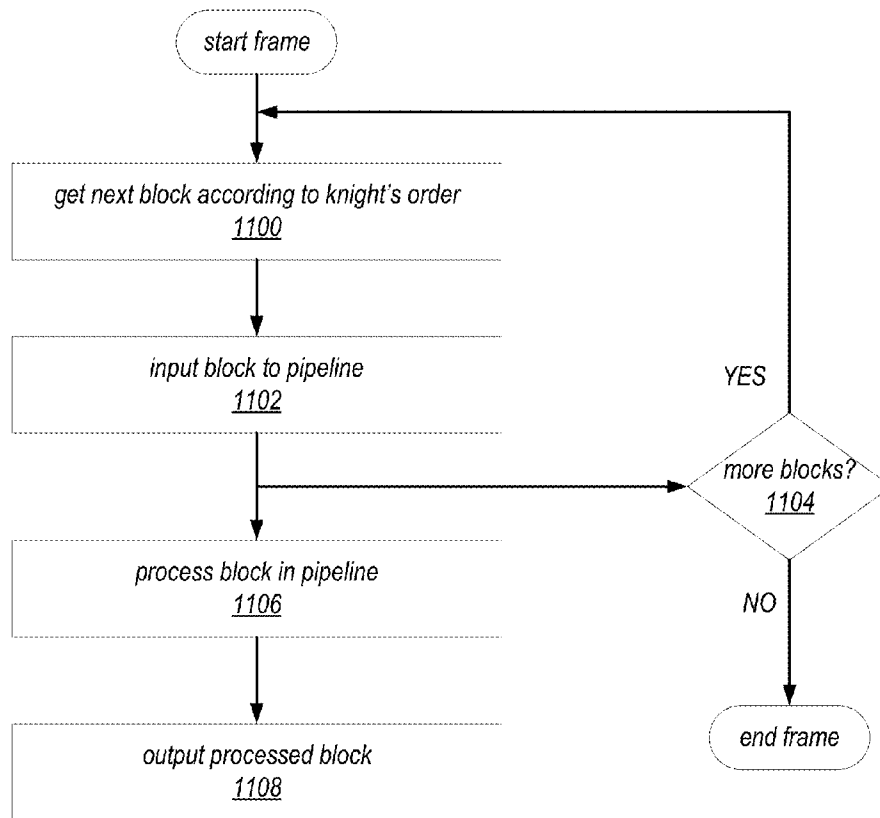 start frame
get next block according to knight's order
1100
input block to pipeline
1102
YES
more blocks?
1104
process block in pipeline
1106
NO
output processed block
1108
end frame